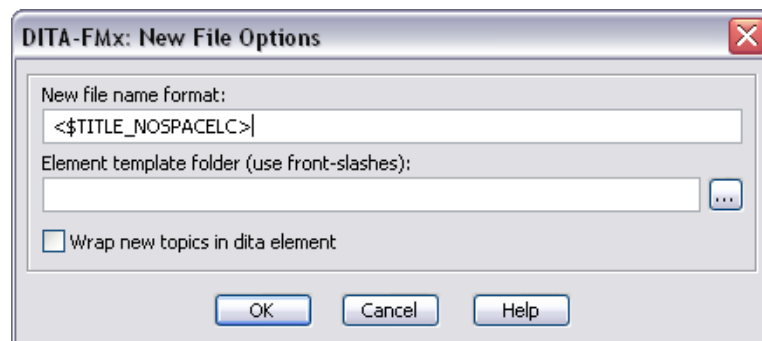 DITA-FMx: New File Options
New file name format:
<$TITLE_NOSPACELC>
Element template folder (use front-slashes):
...
Wrap new topics in dita element
OK Cancel Help